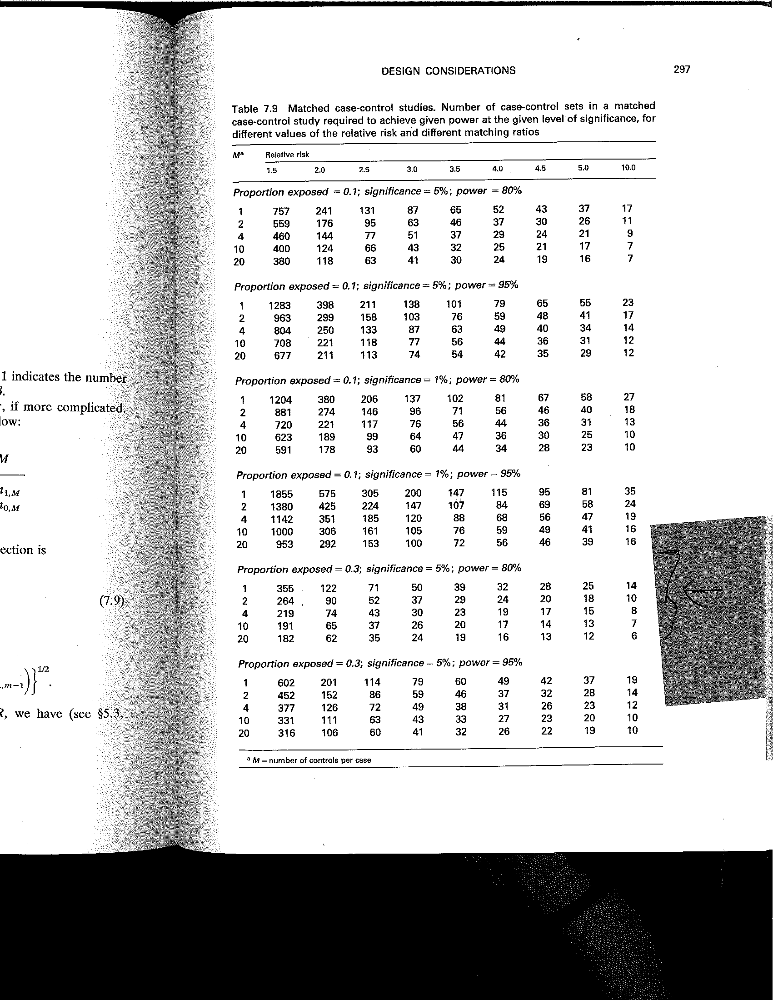 1 indicates the number
if more complicated.
M
n1,M
n0,M
ection is
(7.9)
,m−1)}1/2.
R, we have (see §5.3,
DESIGN CONSIDERATIONS 297
Table 7.9 Matched case-control studies. Number of case-control sets in a matched
case-control study required to achieve given power at the given level of significance, for
different values of the relative risk and different matching ratios
Ma Relative risk
1.5 2.0 2.5 3.0 3.5 4.0 4.5 5.0 10.0
Proportion exposed = 0.1; significance = 5%; power = 80%
1 757 241 131 87 65 52 43 37 17
2 559 176 95 63 46 37 30 26 11
4 460 144 77 51 37 29 24 21 9
10 400 124 66 43 32 25 21 17 7
20 380 118 63 41 30 24 19 16 7
Proportion exposed = 0.1; significance = 5%; power = 95%
1 1283 398 211 138 101 79 65 55 23
2 963 299 158 103 76 59 48 41 17
4 804 250 133 87 63 49 40 34 14
10 708 221 118 77 56 44 36 31 12
20 677 211 113 74 54 42 35 29 12
Proportion exposed = 0.1; significance = 1%; power = 80%
1 1204 380 206 137 102 81 67 58 27
2 881 274 146 96 71 56 46 40 18
4 720 221 117 76 56 44 36 31 13
10 623 189 99 64 47 36 30 25 10
20 591 178 93 60 44 34 28 23 10
Proportion exposed = 0.1; significance = 1%; power = 95%
1 1855 575 305 200 147 115 95 81 35
2 1380 425 224 147 107 84 69 58 24
4 1142 351 185 120 88 68 56 47 19
10 1000 306 161 105 76 59 49 41 16
20 953 292 153 100 72 56 46 39 16
Proportion exposed = 0.3; significance = 5%; power = 80%
1 355 122 71 50 39 32 28 25 14
2 264 90 52 37 29 24 20 18 10
4 219 74 43 30 23 19 17 15 8
10 191 65 37 26 20 17 14 13 7
20 182 62 35 24 19 16 13 12 6
Proportion exposed = 0.3; significance = 5%; power = 95%
1 602 201 114 79 60 49 42 37 19
2 452 152 86 59 46 37 32 28 14
4 377 126 72 49 38 31 26 23 12
10 331 111 63 43 33 27 23 20 10
20 316 106 60 41 32 26 22 19 10
a M = number of controls per case